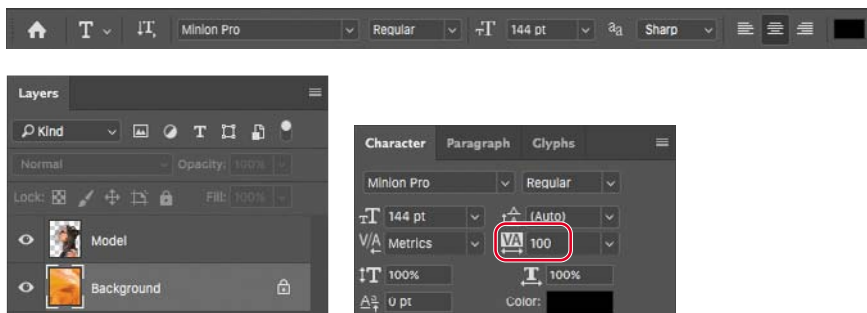 Minion Pro Regular 144 pt Sharp
Layers
Kind
Normal Opacity: 100%
Lock: Fill: 100%
Model
Background
Character Paragraph Glyphs
Minion Pro Regular
144 pt (Auto)
Metrics 100
100% 100%
0 pt Color: